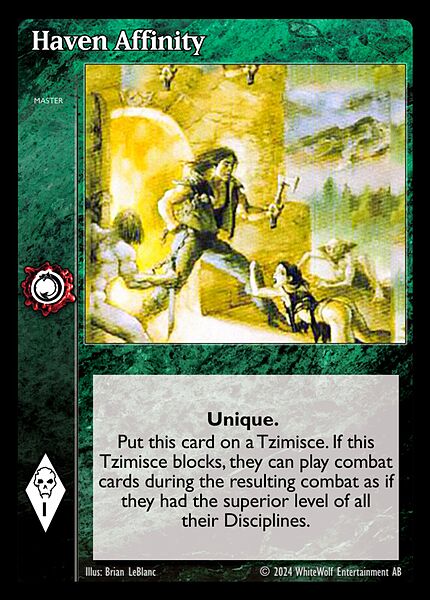 Haven Affinity
MASTER
Unique.
Put this card on a Tzimisce. If this
Tzimisce blocks, they can play combat
cards during the resulting combat as if
they had the superior level of all
their Disciplines.
I
Illus: Brian LeBlanc © 2024 WhiteWolf Entertainment AB